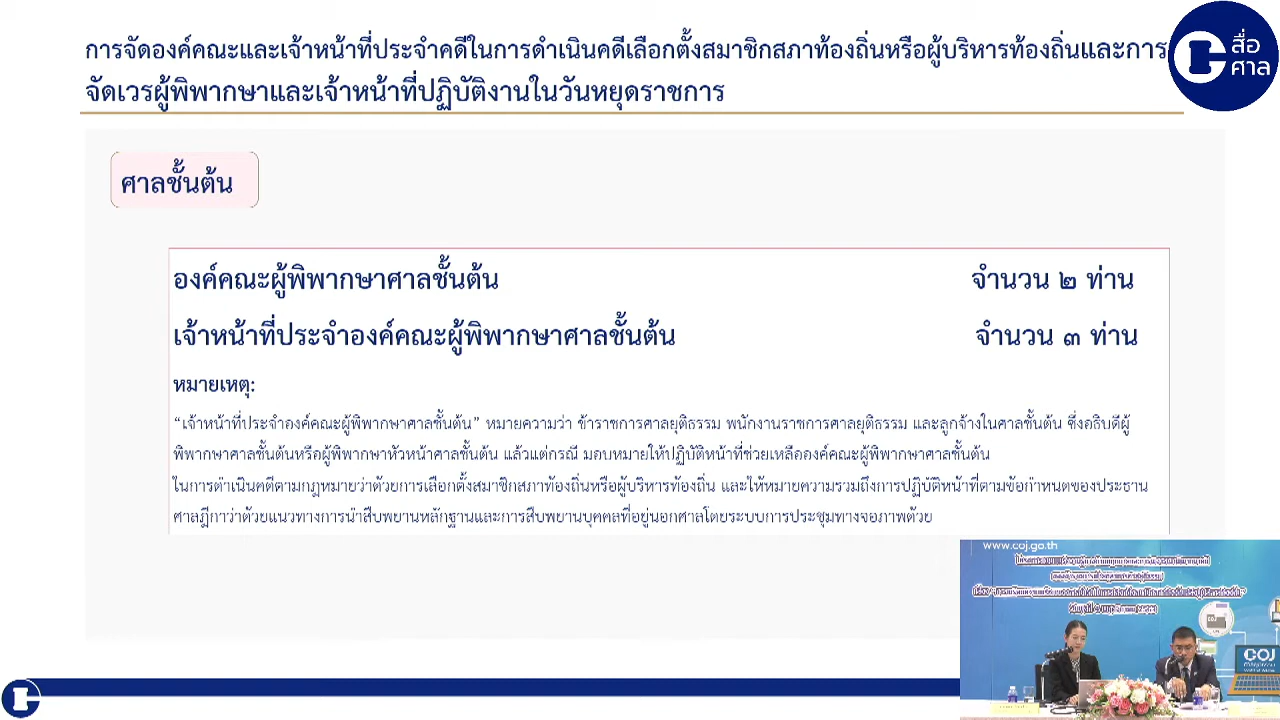 การจัดองค์คณะและเจ้าหน้าที่ประจำคดีในการดำเนินคดีเลือกตั้งสมาชิกสภาท้องถิ่นหรือผู้บริหารท้องถิ่นและการ
จัดเวรผู้พิพากษาและเจ้าหน้าที่ปฏิบัติงานในวันหยุดราชการ
สื่อ
ศาล
ศาลชั้นต้น
องค์คณะผู้พิพากษาศาลชั้นต้น จำนวน ๒ ท่าน
เจ้าหน้าที่ประจำองค์คณะผู้พิพากษาศาลชั้นต้น จำนวน ๓ ท่าน
หมายเหตุ:
“เจ้าหน้าที่ประจำองค์คณะผู้พิพากษาศาลชั้นต้น” หมายความว่า ข้าราชการศาลยุติธรรม พนักงานราชการศาลยุติธรรม และลูกจ้างในศาลชั้นต้น ซึ่งอธิบดีผู้
พิพากษาศาลชั้นต้นหรือผู้พิพากษาหัวหน้าศาลชั้นต้น แล้วแต่กรณี มอบหมายให้ปฏิบัติหน้าที่ช่วยเหลือองค์คณะผู้พิพากษาศาลชั้นต้น
ในการดำเนินคดีตามกฎหมายว่าด้วยการเลือกตั้งสมาชิกสภาท้องถิ่นหรือผู้บริหารท้องถิ่น และให้หมายความรวมถึงการปฏิบัติหน้าที่ตามข้อกำหนดของประธาน
ศาลฎีกาว่าด้วยแนวทางการนำสืบพยานหลักฐานและการสืบพยานบุคคลที่อยู่นอกศาลโดยระบบการประชุมทางจอภาพด้วย
www.coj.go.th
COJ
COJ